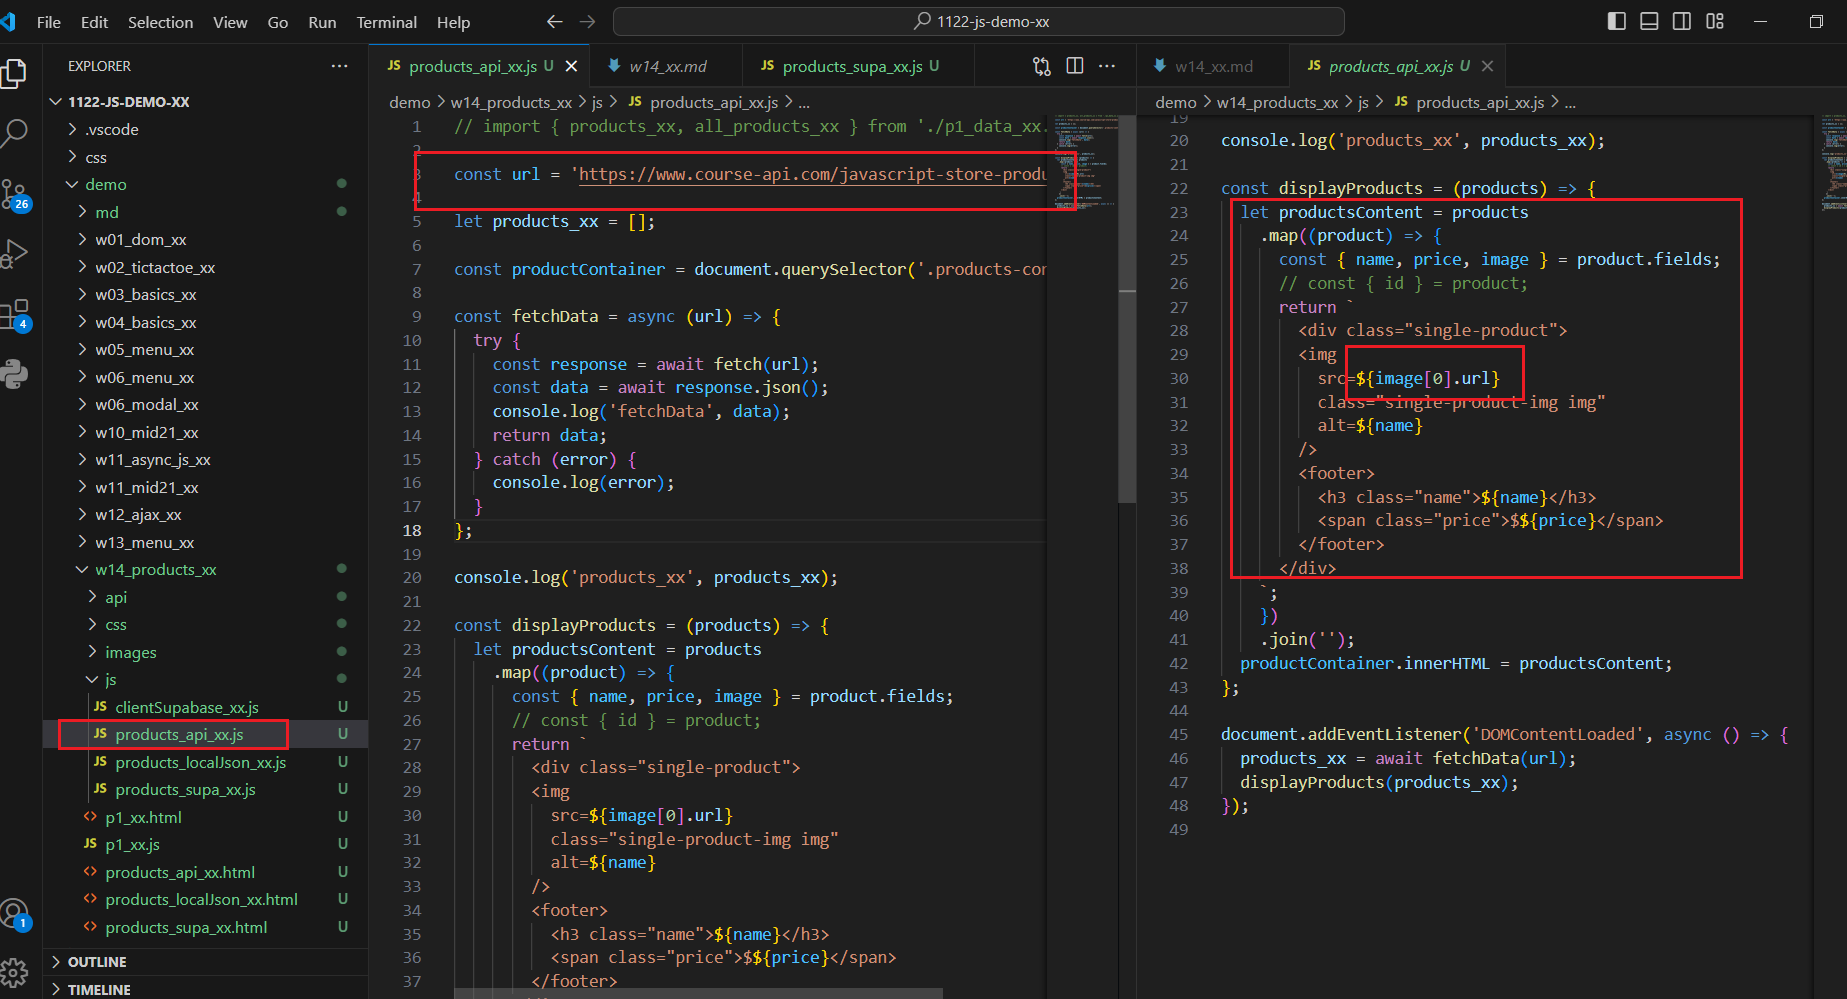 File Edit Selection View Go Run Terminal Help
1122-js-demo-xx
EXPLORER
1122-JS-DEMO-XX
.vscode
css
demo
md
w01_dom_xx
w02_tictactoe_xx
w03_basics_xx
w04_basics_xx
w05_menu_xx
w06_menu_xx
w06_modal_xx
w10_mid21_xx
w11_async_js_xx
w11_mid21_xx
w12_ajax_xx
w13_menu_xx
w14_products_xx
api
css
images
js
JS clientSupabase_xx.js U
JS products_api_xx.js U
JS products_localJson_xx.js U
JS products_supa_xx.js U
<> p1_xx.html U
JS p1_xx.js U
<> products_api_xx.html U
<> products_localJson_xx.html U
<> products_supa_xx.html U
OUTLINE
TIMELINE
26
4
1
JS products_api_xx.js U
w14_xx.md
JS products_supa_xx.js U
demo > w14_products_xx > js > JS products_api_xx.js > ...
1 // import { products_xx, all_products_xx } from './p1_data_xx.
2
3 const url = 'https://www.course-api.com/javascript-store-produ
4
5 let products_xx = [];
6
7 const productContainer = document.querySelector('.products-con
8
9 const fetchData = async (url) => {
10 try {
11 const response = await fetch(url);
12 const data = await response.json();
13 console.log('fetchData', data);
14 return data;
15 } catch (error) {
16 console.log(error);
17 }
18 };
19
20 console.log('products_xx', products_xx);
21
22 const displayProducts = (products) => {
23 let productsContent = products
24 .map((product) => {
25 const { name, price, image } = product.fields;
26 // const { id } = product;
27 return `
28 <div class="single-product">
29 <img
30 src=${image[0].url}
31 class="single-product-img img"
32 alt=${name}
33 />
34 <footer>
35 <h3 class="name">${name}</h3>
36 <span class="price">$${price}</span>
37 </footer>
w14_xx.md
JS products_api_xx.js U
demo > w14_products_xx > js > JS products_api_xx.js > ...
19
20 console.log('products_xx', products_xx);
21
22 const displayProducts = (products) => {
23 let productsContent = products
24 .map((product) => {
25 const { name, price, image } = product.fields;
26 // const { id } = product;
27 return `
28 <div class="single-product">
29 <img
30 src=${image[0].url}
31 class="single-product-img img"
32 alt=${name}
33 />
34 <footer>
35 <h3 class="name">${name}</h3>
36 <span class="price">$${price}</span>
37 </footer>
38 </div>
39 `;
40 })
41 .join('');
42 productContainer.innerHTML = productsContent;
43 };
44
45 document.addEventListener('DOMContentLoaded', async () => {
46 products_xx = await fetchData(url);
47 displayProducts(products_xx);
48 });
49